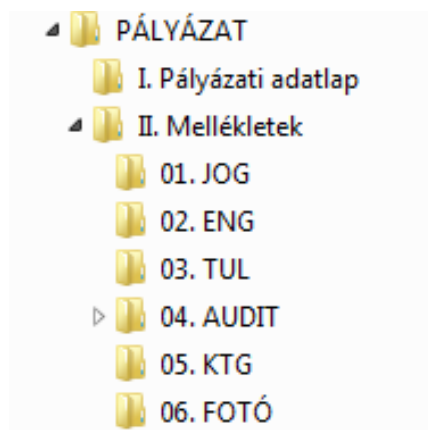 PÁLYÁZAT
I. Pályázati adatlap
II. Mellékletek
01. JOG
02. ENG
03. TUL
04. AUDIT
05. KTG
06. FOTÓ